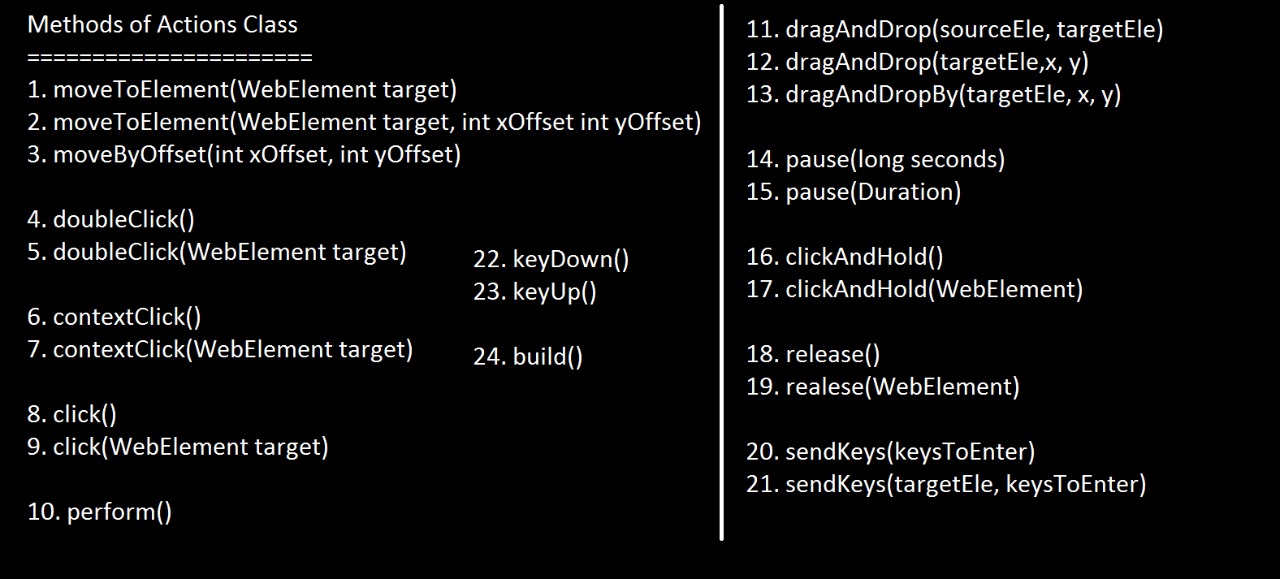 Methods of Actions Class
======================
1. moveToElement(WebElement target)
2. moveToElement(WebElement target, int xOffset int yOffset)
3. moveByOffset(int xOffset, int yOffset)
4. doubleClick()
5. doubleClick(WebElement target)
6. contextClick()
7. contextClick(WebElement target)
8. click()
9. click(WebElement target)
10. perform()
22. keyDown()
23. keyUp()
24. build()
11. dragAndDrop(sourceEle, targetEle)
12. dragAndDrop(targetEle,x, y)
13. dragAndDropBy(targetEle, x, y)
14. pause(long seconds)
15. pause(Duration)
16. clickAndHold()
17. clickAndHold(WebElement)
18. release()
19. realese(WebElement)
20. sendKeys(keysToEnter)
21. sendKeys(targetEle, keysToEnter)